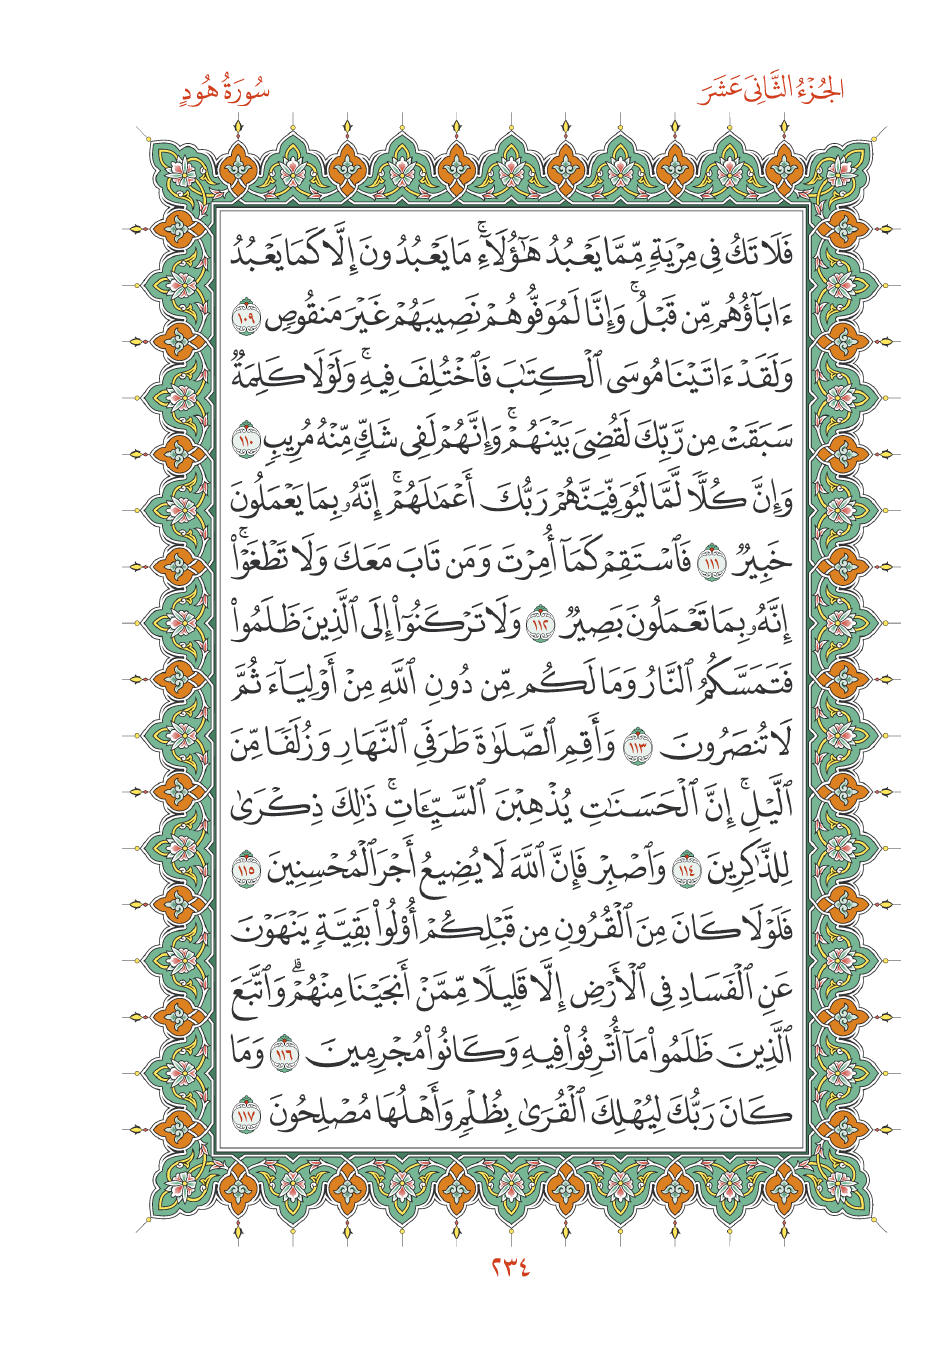 الجُزْءُ الثَّانِيَ عَشَرَ
سُورَةُ هُودٍ
فَلَا تَكُ فِى مِرْيَةٍ مِّمَّا يَعْبُدُ هَٰٓؤُلَآءِۚ مَا يَعْبُدُونَ إِلَّا كَمَا يَعْبُدُ
ءَابَآؤُهُم مِّن قَبْلُۚ وَإِنَّا لَمُوَفُّوهُمْ نَصِيبَهُمْ غَيْرَ مَنقُوصٍ ١٠٩
وَلَقَدْ ءَاتَيْنَا مُوسَى ٱلْكِتَٰبَ فَٱخْتُلِفَ فِيهِۚ وَلَوْلَا كَلِمَةٌ
سَبَقَتْ مِن رَّبِّكَ لَقُضِىَ بَيْنَهُمْۚ وَإِنَّهُمْ لَفِى شَكٍّ مِّنْهُ مُرِيبٍ ١١٠
وَإِنَّ كُلًّا لَّمَّا لَيُوَفِّيَنَّهُمْ رَبُّكَ أَعْمَٰلَهُمْۚ إِنَّهُۥ بِمَا يَعْمَلُونَ
خَبِيرٌ ١١١ فَٱسْتَقِمْ كَمَآ أُمِرْتَ وَمَن تَابَ مَعَكَ وَلَا تَطْغَوْا۟ۚ
إِنَّهُۥ بِمَا تَعْمَلُونَ بَصِيرٌ ١١٢ وَلَا تَرْكَنُوٓا۟ إِلَى ٱلَّذِينَ ظَلَمُوا۟
فَتَمَسَّكُمُ ٱلنَّارُ وَمَا لَكُم مِّن دُونِ ٱللَّهِ مِنْ أَوْلِيَآءَ ثُمَّ
لَا تُنصَرُونَ ١١٣ وَأَقِمِ ٱلصَّلَوٰةَ طَرَفَىِ ٱلنَّهَارِ وَزُلَفًا مِّنَ
ٱلَّيْلِۚ إِنَّ ٱلْحَسَنَٰتِ يُذْهِبْنَ ٱلسَّيِّـَٔاتِۚ ذَٰلِكَ ذِكْرَىٰ
لِلذَّٰكِرِينَ ١١٤ وَٱصْبِرْ فَإِنَّ ٱللَّهَ لَا يُضِيعُ أَجْرَ ٱلْمُحْسِنِينَ ١١٥
فَلَوْلَا كَانَ مِنَ ٱلْقُرُونِ مِن قَبْلِكُمْ أُو۟لُوا۟ بَقِيَّةٍ يَنْهَوْنَ
عَنِ ٱلْفَسَادِ فِى ٱلْأَرْضِ إِلَّا قَلِيلًا مِّمَّنْ أَنجَيْنَا مِنْهُمْۗ وَٱتَّبَعَ
ٱلَّذِينَ ظَلَمُوا۟ مَآ أُتْرِفُوا۟ فِيهِ وَكَانُوا۟ مُجْرِمِينَ ١١٦ وَمَا
كَانَ رَبُّكَ لِيُهْلِكَ ٱلْقُرَىٰ بِظُلْمٍ وَأَهْلُهَا مُصْلِحُونَ ١١٧
٢٣٤